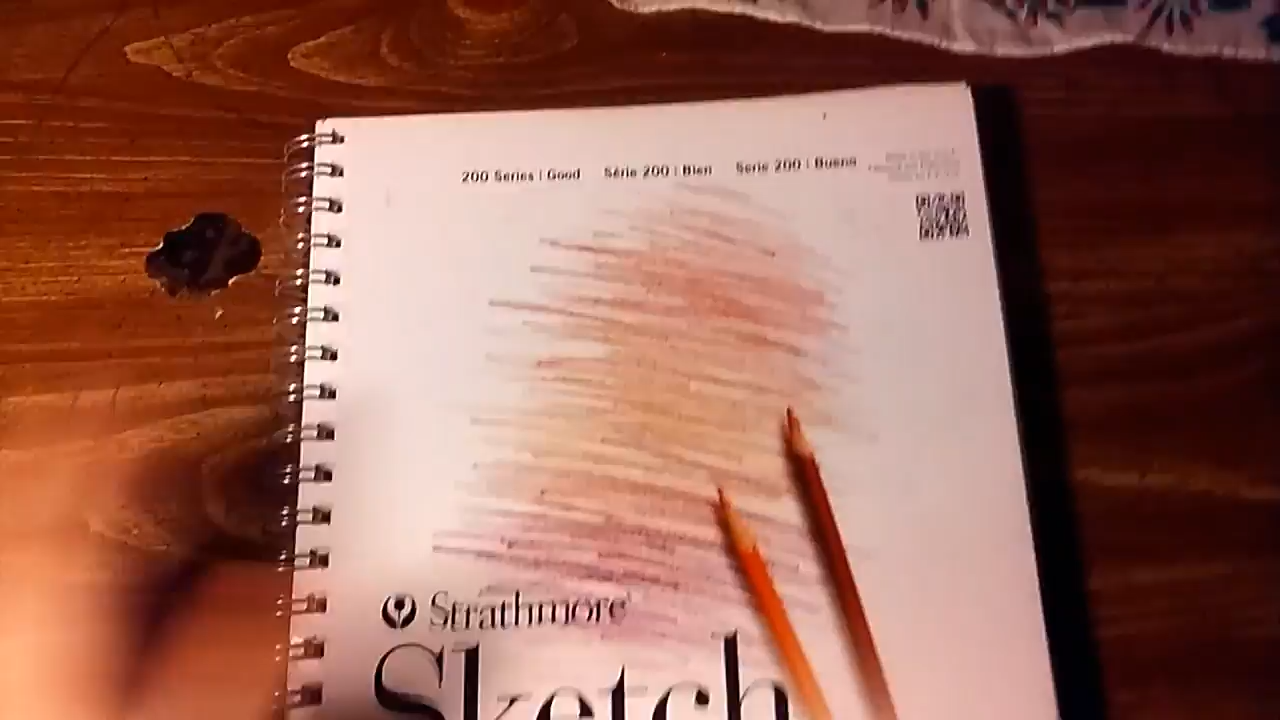 200 Series | Good Série 200 | Bien Serie 200 | Buena
Strathmore®
Sketch